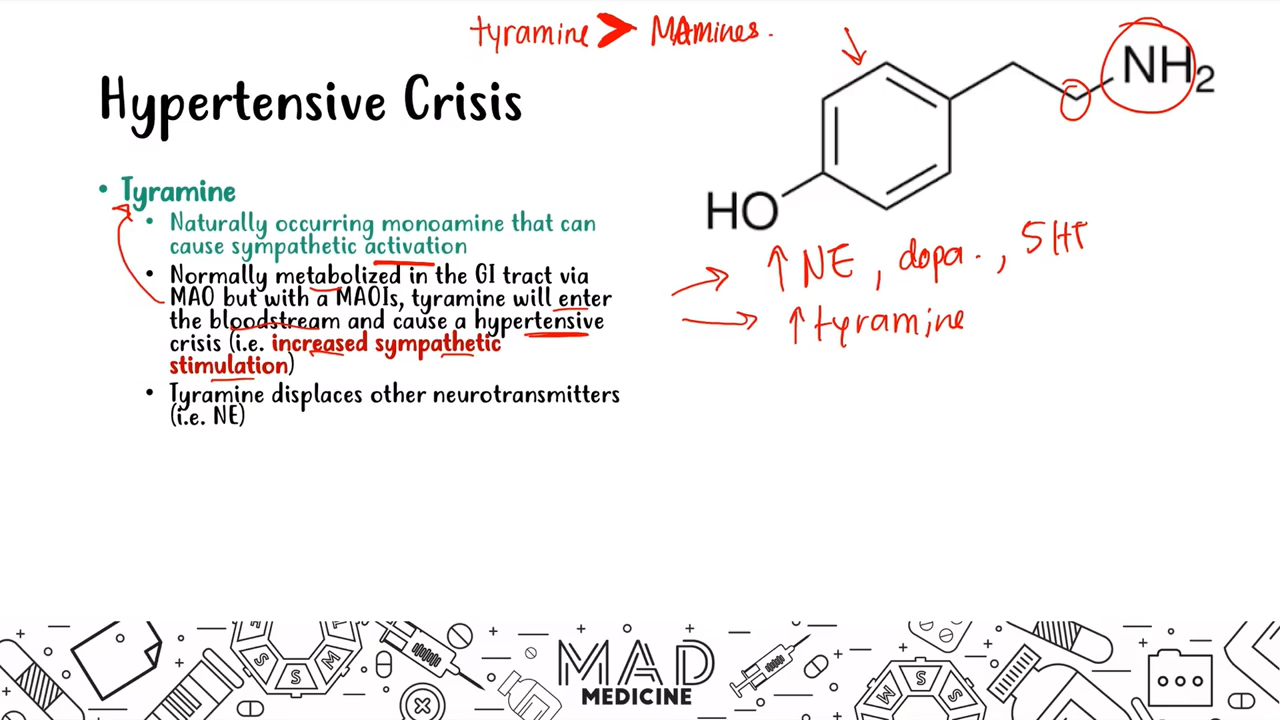 tyramine > MAmines.
Hypertensive Crisis
NH2
HO
• Tyramine
• Naturally occurring monoamine that can
cause sympathetic activation
• Normally metabolized in the GI tract via
MAO but with a MAOIs, tyramine will enter
the bloodstream and cause a hypertensive
crisis (i.e. increased sympathetic
stimulation)
• Tyramine displaces other neurotransmitters
(i.e. NE)
→ ↑ NE, dopa., 5HT
→ ↑ tyramine
MAD
MEDICINE